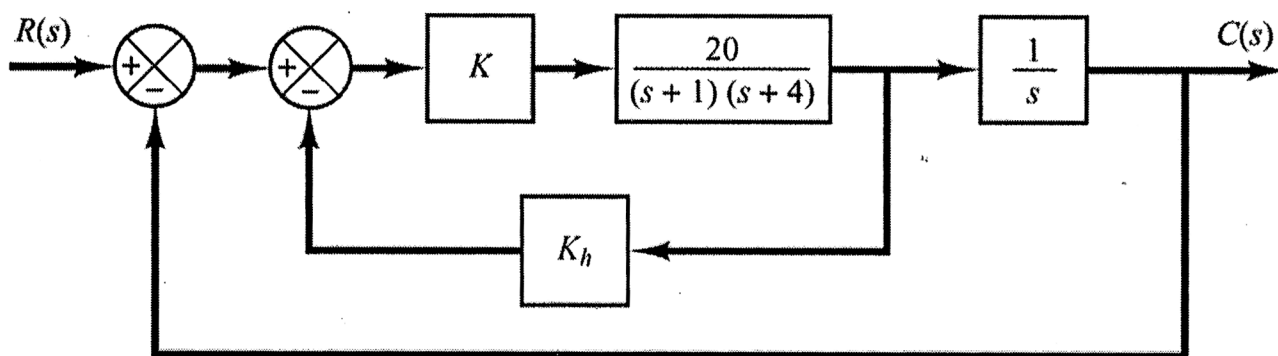 R(s)
C(s)
+
−
+
−
K
20
(s + 1) (s + 4)
1
s
K_h